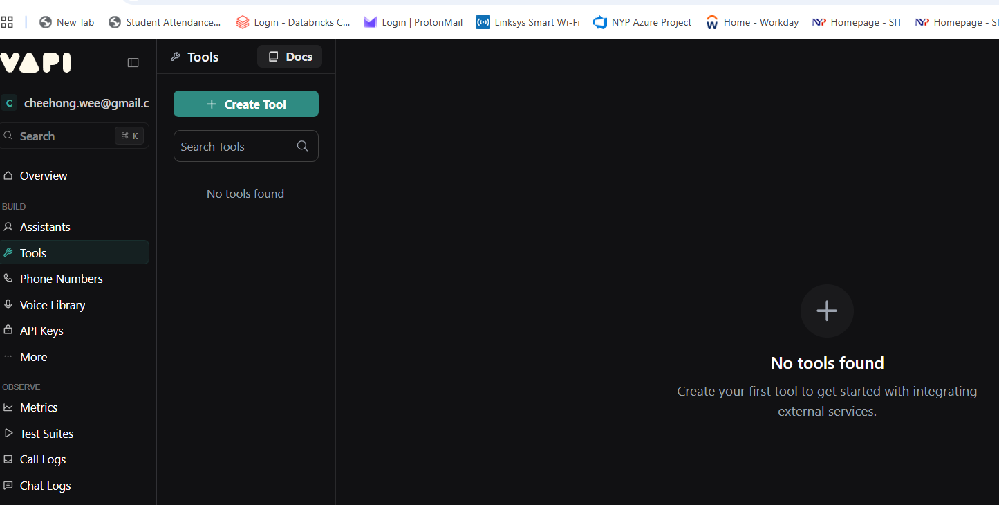 New Tab
Student Attendance...
Login - Databricks C...
Login | ProtonMail
Linksys Smart Wi-Fi
NYP Azure Project
Home - Workday
Homepage - SIT
Homepage - SI
VAPI
C cheehong.wee@gmail.c
Search ⌘ K
Overview
BUILD
Assistants
Tools
Phone Numbers
Voice Library
API Keys
More
OBSERVE
Metrics
Test Suites
Call Logs
Chat Logs
Tools
Docs
+ Create Tool
Search Tools
No tools found
No tools found
Create your first tool to get started with integrating
external services.